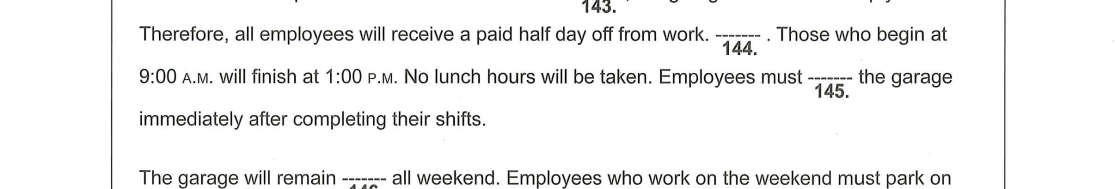 143.
Therefore, all employees will receive a paid half day off from work. ------- . Those who begin at
144.
9:00 A.M. will finish at 1:00 P.M. No lunch hours will be taken. Employees must ------- the garage
145.
immediately after completing their shifts.
The garage will remain ------- all weekend. Employees who work on the weekend must park on